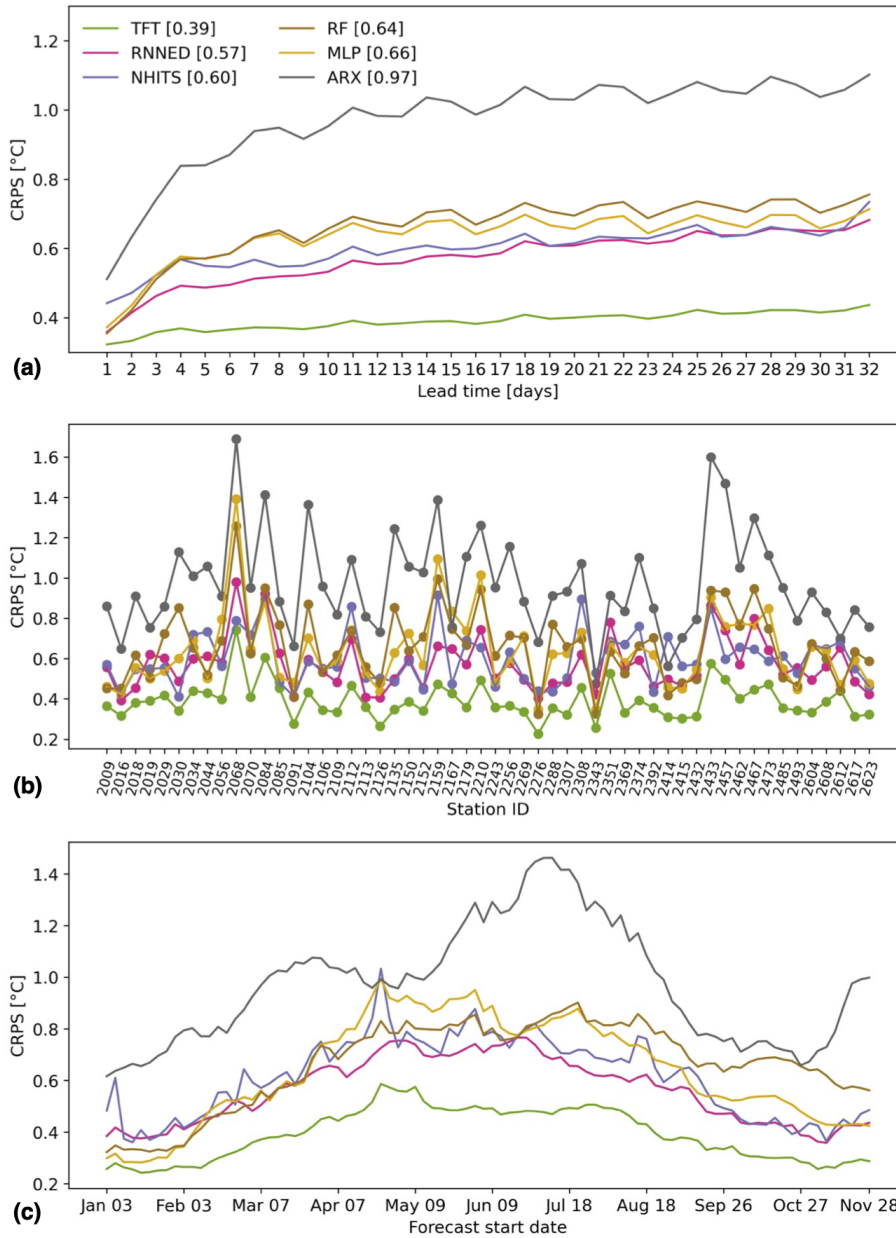 TFT [0.39]
RNNED [0.57]
NHITS [0.60]
RF [0.64]
MLP [0.66]
ARX [0.97]
CRPS [°C]
1.2
1.0
0.8
0.6
0.4
1 2 3 4 5 6 7 8 9 10 11 12 13 14 15 16 17 18 19 20 21 22 23 24 25 26 27 28 29 30 31 32
Lead time [days]
(a)
CRPS [°C]
1.6
1.4
1.2
1.0
0.8
0.6
0.4
0.2
2009 2016 2018 2019 2029 2030 2034 2044 2056 2068 2070 2084 2085 2091 2104 2106 2109 2112 2113 2126 2135 2150 2152 2159 2167 2179 2210 2243 2256 2269 2276 2288 2307 2308 2343 2351 2369 2374 2392 2414 2415 2432 2433 2457 2462 2467 2473 2485 2493 2604 2608 2612 2617 2623
Station ID
(b)
CRPS [°C]
1.4
1.2
1.0
0.8
0.6
0.4
0.2
Jan 03 Feb 03 Mar 07 Apr 07 May 09 Jun 09 Jul 18 Aug 18 Sep 26 Oct 27 Nov 28
Forecast start date
(c)